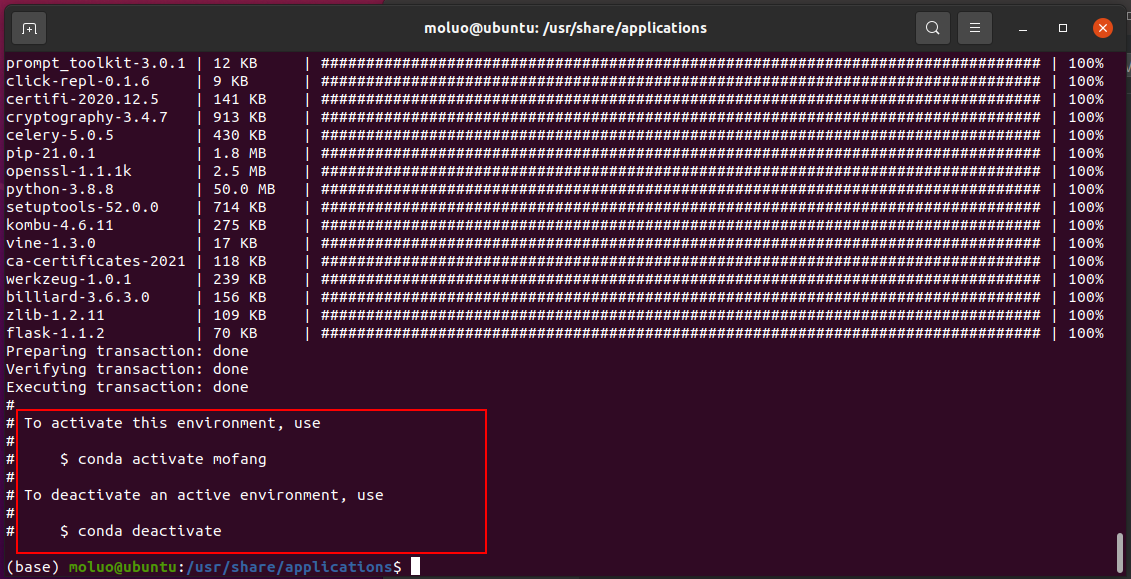 moluo@ubuntu: /usr/share/applications
prompt_toolkit-3.0.1 | 12 KB     | ################################################################################ | 100%
click-repl-0.1.6     | 9 KB      | ################################################################################ | 100%
certifi-2020.12.5    | 141 KB    | ################################################################################ | 100%
cryptography-3.4.7   | 913 KB    | ################################################################################ | 100%
celery-5.0.5         | 430 KB    | ################################################################################ | 100%
pip-21.0.1           | 1.8 MB    | ################################################################################ | 100%
openssl-1.1.1k       | 2.5 MB    | ################################################################################ | 100%
python-3.8.8         | 50.0 MB   | ################################################################################ | 100%
setuptools-52.0.0    | 714 KB    | ################################################################################ | 100%
kombu-4.6.11         | 275 KB    | ################################################################################ | 100%
vine-1.3.0           | 17 KB     | ################################################################################ | 100%
ca-certificates-2021 | 118 KB    | ################################################################################ | 100%
werkzeug-1.0.1       | 239 KB    | ################################################################################ | 100%
billiard-3.6.3.0     | 156 KB    | ################################################################################ | 100%
zlib-1.2.11          | 109 KB    | ################################################################################ | 100%
flask-1.1.2          | 70 KB     | ################################################################################ | 100%
Preparing transaction: done
Verifying transaction: done
Executing transaction: done
#
# To activate this environment, use
#
#     $ conda activate mofang
#
# To deactivate an active environment, use
#
#     $ conda deactivate
(base) moluo@ubuntu:/usr/share/applications$